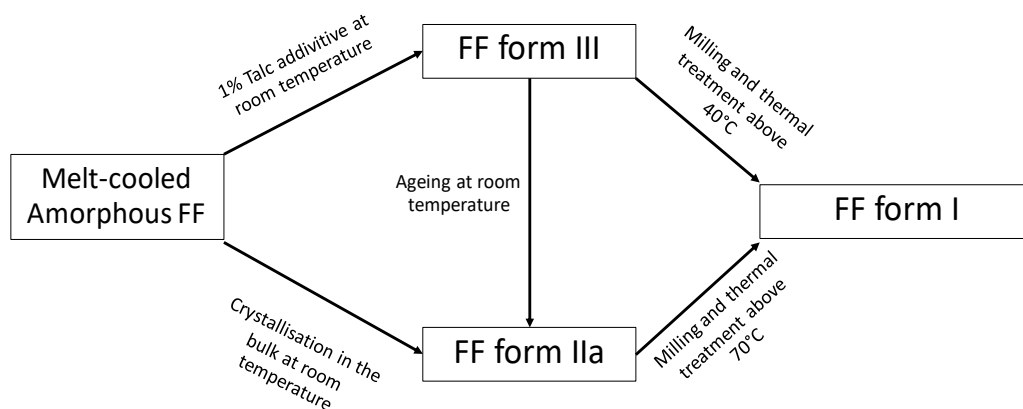 1% Talc addivitive at
room temperature
FF form III
Milling and thermal
treatment above
40°C
Melt-cooled
Amorphous FF
Ageing at room
temperature
FF form I
Crystallisation in the
bulk at room
temperature
FF form IIa
Milling and thermal
treatment above
70°C